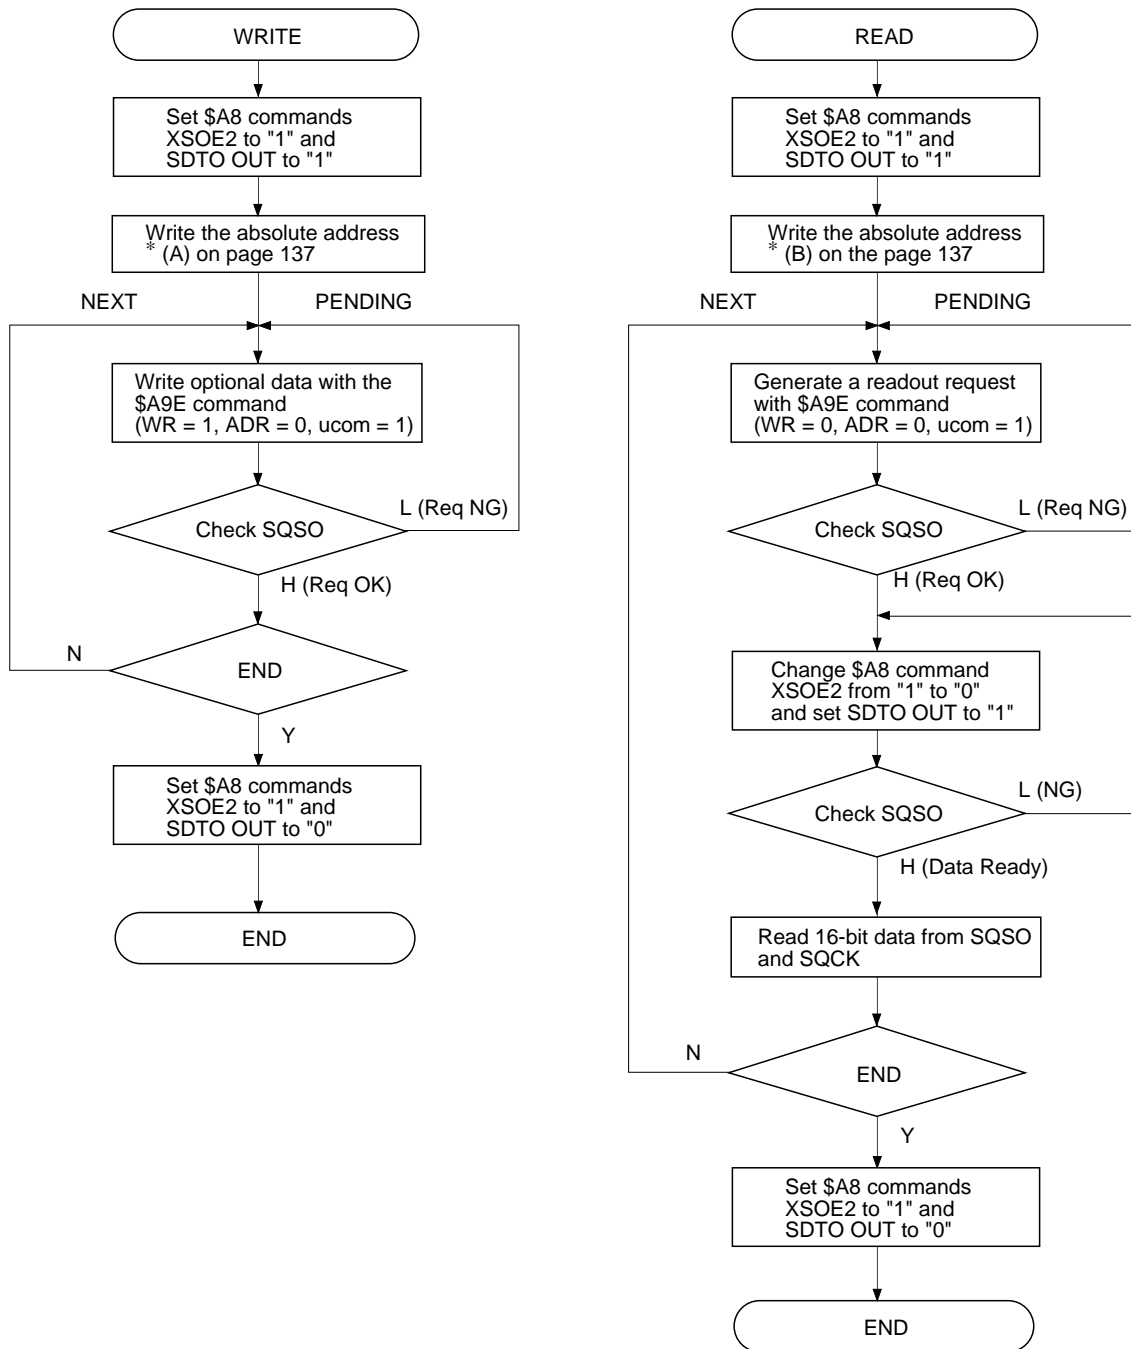 WRITE
Set $A8 commands
XSOE2 to "1" and
SDTO OUT to "1"
Write the absolute address
* (A) on page 137
NEXT
PENDING
Write optional data with the
$A9E command
(WR = 1, ADR = 0, ucom = 1)
L (Req NG)
Check SQSO
H (Req OK)
N
END
Y
Set $A8 commands
XSOE2 to "1" and
SDTO OUT to "0"
END
READ
Set $A8 commands
XSOE2 to "1" and
SDTO OUT to "1"
Write the absolute address
* (B) on the page 137
NEXT
PENDING
Generate a readout request
with $A9E command
(WR = 0, ADR = 0, ucom = 1)
L (Req NG)
Check SQSO
H (Req OK)
Change $A8 command
XSOE2 from "1" to "0"
and set SDTO OUT to "1"
L (NG)
Check SQSO
H (Data Ready)
Read 16-bit data from SQSO
and SQCK
N
END
Y
Set $A8 commands
XSOE2 to "1" and
SDTO OUT to "0"
END